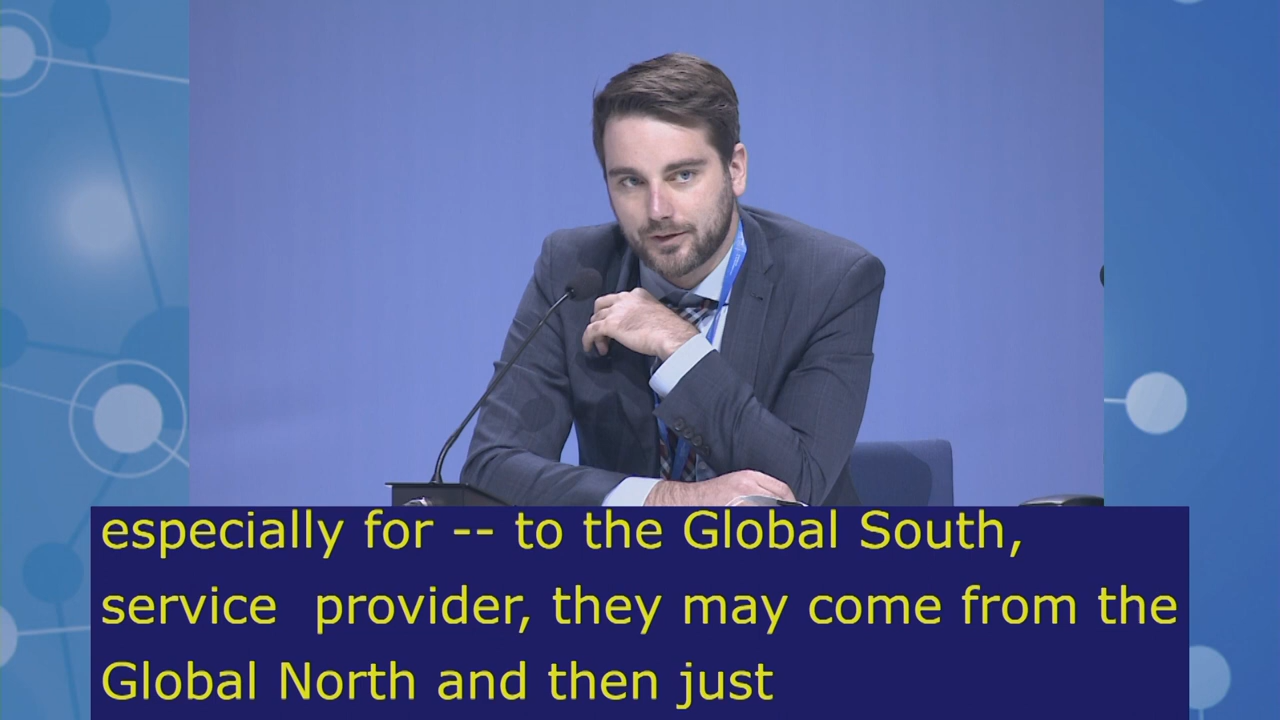 especially for -- to the Global South,
service  provider, they may come from the
Global North and then just